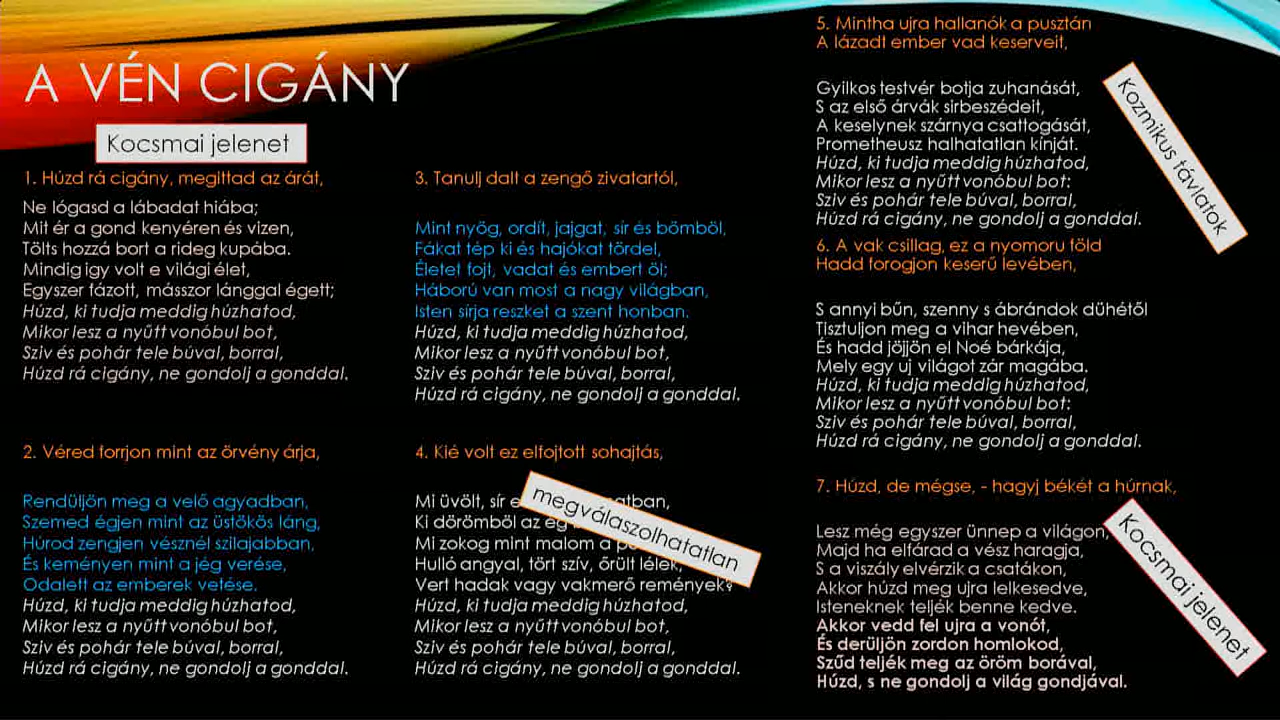 A VÉN CIGÁNY
Kocsmai jelenet
1. Húzd rá cigány, megittad az árát,
Ne lógasd a lábadat hiába;
Mit ér a gond kenyéren és vizen,
Tölts hozzá bort a rideg kupába.
Mindig igy volt e világi élet,
Egyszer fázott, másszor lánggal égett;
Húzd, ki tudja meddig húzhatod,
Mikor lesz a nyűtt vonóbul bot,
Sziv és pohár tele búval, borral,
Húzd rá cigány, ne gondolj a gonddal.
2. Véred forrjon mint az örvény árja,
Rendüljön meg a velő agyadban,
Szemed égjen mint az üstökös láng,
Húrod zengjen vésznél szilajabban,
És keményen mint a jég verése,
Odalett az emberek vetése.
Húzd, ki tudja meddig húzhatod,
Mikor lesz a nyűtt vonóbul bot,
Sziv és pohár tele búval, borral,
Húzd rá cigány, ne gondolj a gonddal.
3. Tanulj dalt a zengő zivatartól,
Mint nyög, ordít, jajgat, sír és bömböl,
Fákat tép ki és hajókat tördel,
Életet fojt, vadat és embert öl;
Háború van most a nagy világban,
Isten sírja reszket a szent honban.
Húzd, ki tudja meddig húzhatod,
Mikor lesz a nyűtt vonóbul bot,
Sziv és pohár tele búval, borral,
Húzd rá cigány, ne gondolj a gonddal.
4. Kié volt ez elfojtott sohajtás,
Mi üvölt, sír
Ki dörömböl az ég
Mi zokog mint malom a
Hulló angyal, tört szív, őrült lélek,
Vert hadak vagy vakmerő remények?
Húzd, ki tudja meddig húzhatod,
Mikor lesz a nyűtt vonóbul bot,
Sziv és pohár tele búval, borral,
Húzd rá cigány, ne gondolj a gonddal.
megválaszolhatatlan
5. Mintha ujra hallanók a pusztán
A lázadt ember vad keserveit,
Gyilkos testvér botja zuhanását,
S az első árvák sirbeszédeit,
A keselynek szárnya csattogását,
Prometheusz halhatatlan kínját.
Húzd, ki tudja meddig húzhatod,
Mikor lesz a nyűtt vonóbul bot:
Sziv és pohár tele búval, borral,
Húzd rá cigány, ne gondolj a gonddal.
Kozmikus távlatok
6. A vak csillag, ez a nyomoru föld
Hadd forogjon keserű levében,
S annyi bűn, szenny s ábrándok dühétől
Tisztuljon meg a vihar hevében,
És hadd jöjjön el Noé bárkája,
Mely egy uj világot zár magába.
Húzd, ki tudja meddig húzhatod,
Mikor lesz a nyűtt vonóbul bot:
Sziv és pohár tele búval, borral,
Húzd rá cigány, ne gondolj a gonddal.
7. Húzd, de mégse, - hagyj békét a húrnak,
Lesz még egyszer ünnep a világon,
Majd ha elfárad a vész haragja,
S a viszály elvérzik a csatákon,
Akkor húzd meg ujra lelkesedve,
Isteneknek teljék benne kedve.
Akkor vedd fel ujra a vonót,
És derüljön zordon homlokod,
Szűd teljék meg az öröm borával,
Húzd, s ne gondolj a világ gondjával.
Kocsmai jelenet